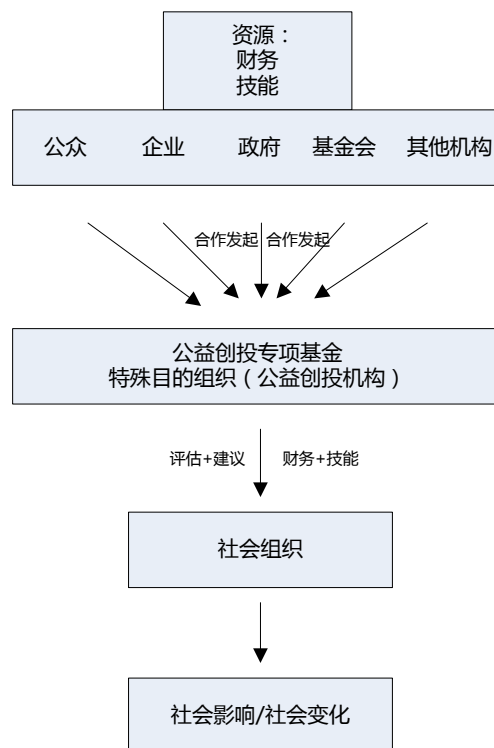 资源：
财务
技能
公众 企业 政府 基金会 其他机构
合作发起 合作发起
公益创投专项基金
特殊目的组织（公益创投机构）
评估+建议 财务+技能
社会组织
社会影响/社会变化